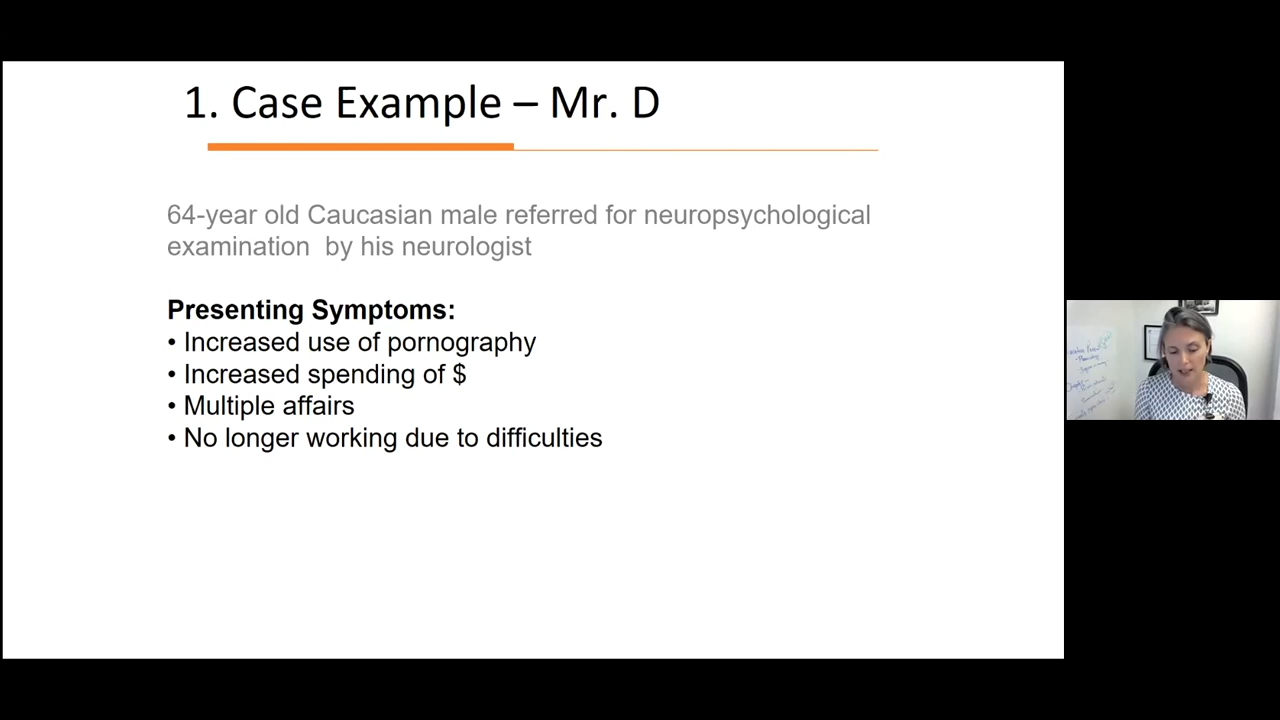 1. Case Example – Mr. D
64-year old Caucasian male referred for neuropsychological
examination  by his neurologist
Presenting Symptoms:
• Increased use of pornography
• Increased spending of $
• Multiple affairs
• No longer working due to difficulties